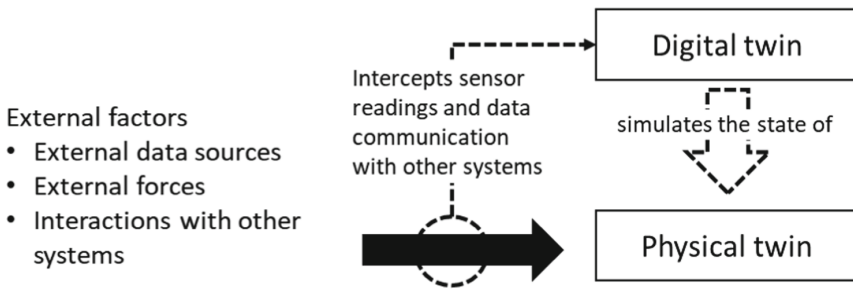 External factors
• External data sources
• External forces
• Interactions with other
systems
Intercepts sensor
readings and data
communication
with other systems
Digital twin
simulates the state of
Physical twin